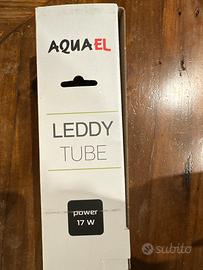 AQUAEL
LEDDY
TUBE
power
17 W
subito